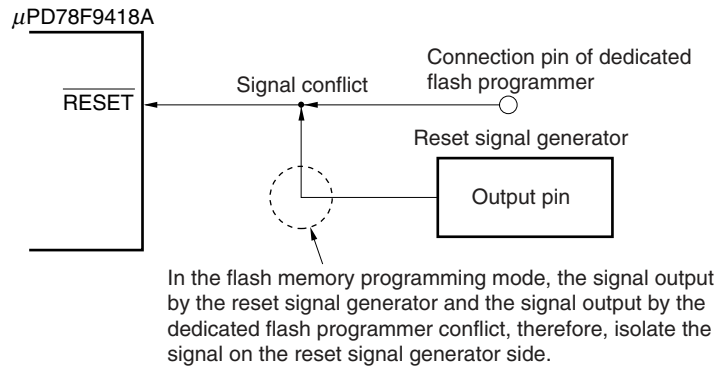 μPD78F9418A
Connection pin of dedicated
flash programmer
Signal conflict
RESET
Reset signal generator
Output pin
In the flash memory programming mode, the signal output
by the reset signal generator and the signal output by the
dedicated flash programmer conflict, therefore, isolate the
signal on the reset signal generator side.